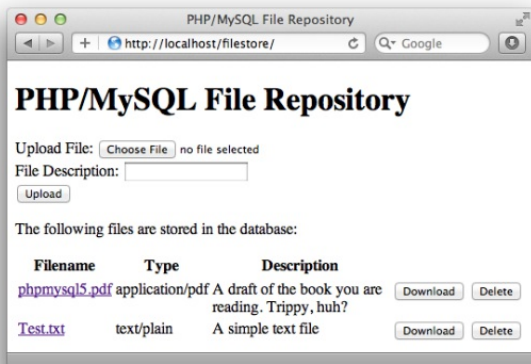 PHP/MySQL File Repository
http://localhost/filestore/
Google
PHP/MySQL File Repository
Upload File: Choose File no file selected
File Description:
Upload
The following files are stored in the database:
Filename Type Description
phpmysql5.pdf application/pdf A draft of the book you are Download Delete
reading. Trippy, huh?
Test.txt text/plain A simple text file Download Delete